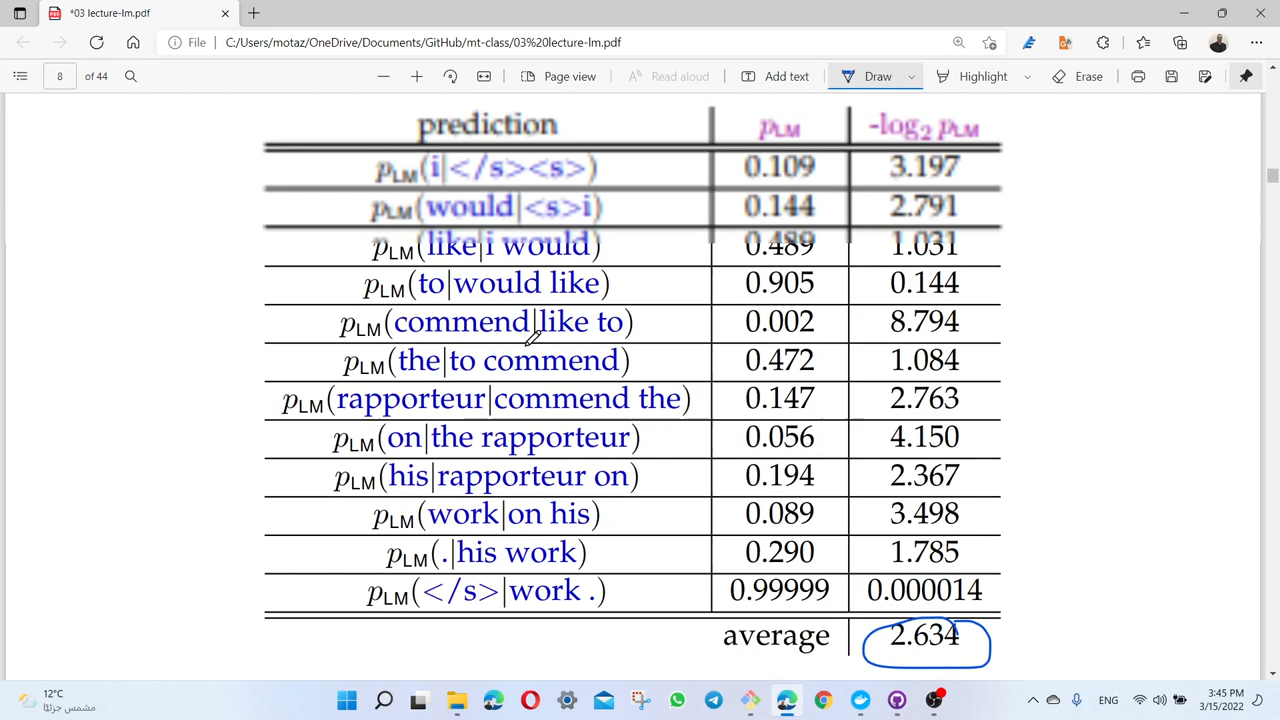 *03 lecture-lm.pdf
File C:/Users/motaz/OneDrive/Documents/GitHub/mt-class/03%20lecture-lm.pdf
8 of 44 Page view Read aloud Add text Draw Highlight Erase
prediction pLM -log2 pLM
pLM(i|</s><s>) 0.109 3.197
pLM(would|<s>i) 0.144 2.791
pLM(like|i would) 0.489 1.031
pLM(to|would like) 0.905 0.144
pLM(commend|like to) 0.002 8.794
pLM(the|to commend) 0.472 1.084
pLM(rapporteur|commend the) 0.147 2.763
pLM(on|the rapporteur) 0.056 4.150
pLM(his|rapporteur on) 0.194 2.367
pLM(work|on his) 0.089 3.498
pLM(.|his work) 0.290 1.785
pLM(</s>|work .) 0.99999 0.000014
average 2.634
12°C ENG 3:45 PM
مشمس جزئيًا 3/15/2022